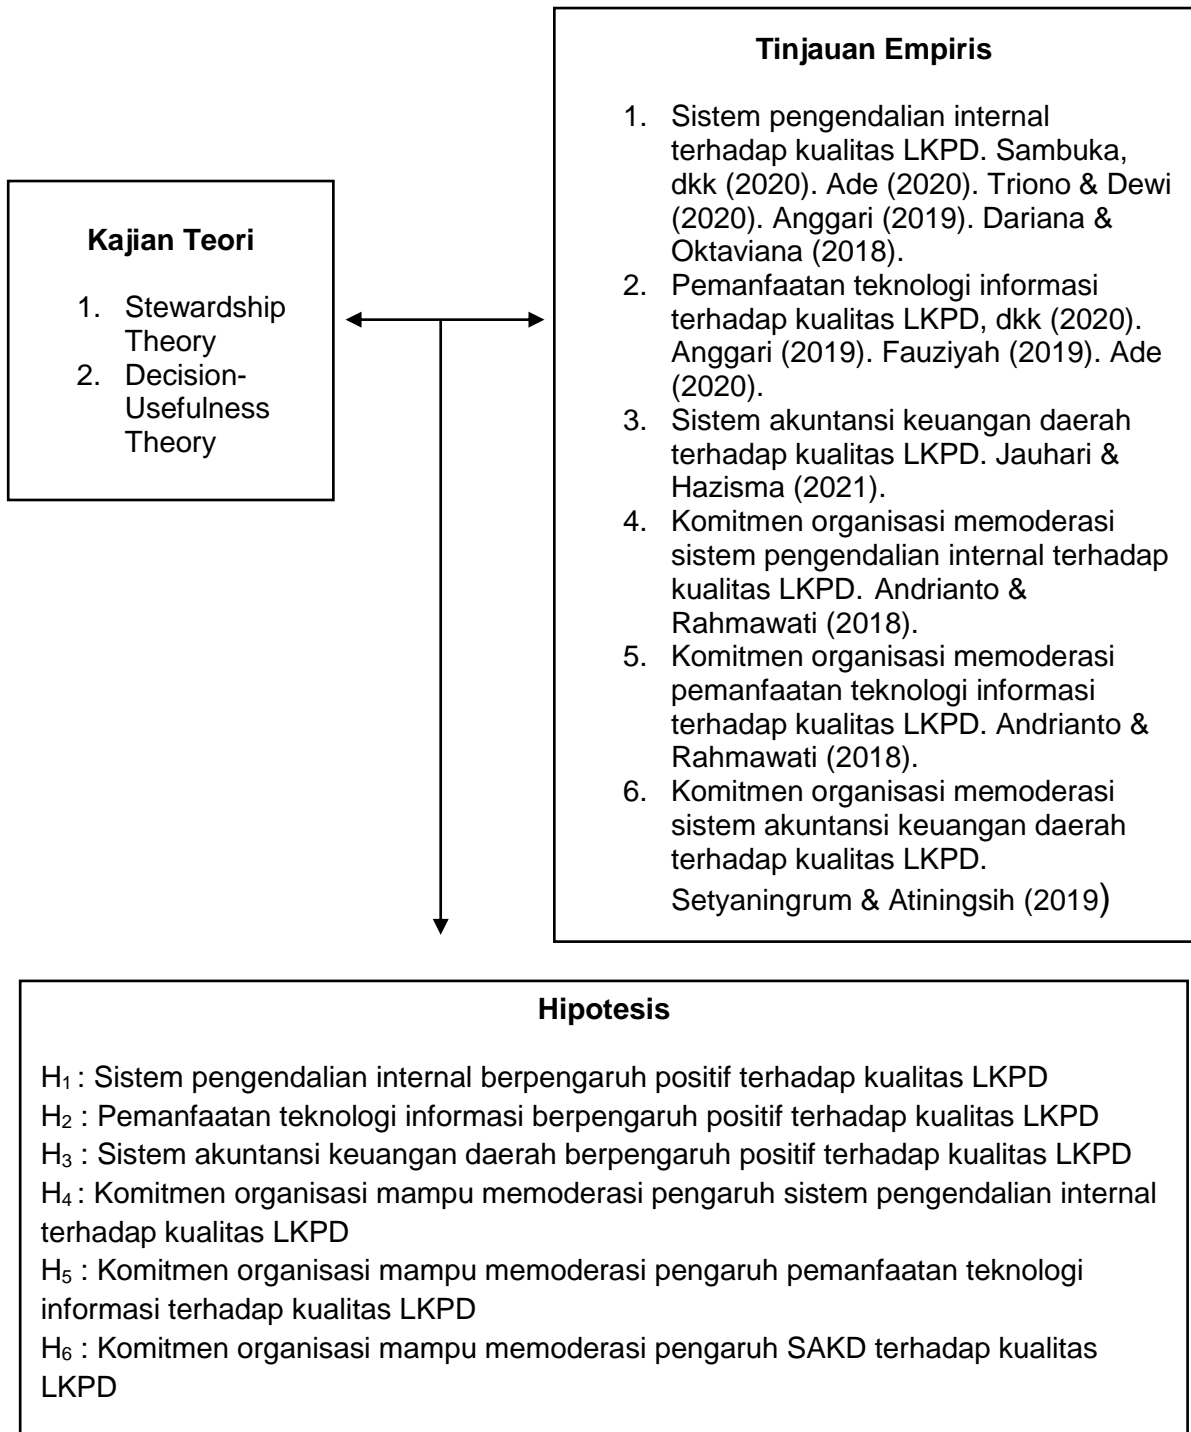 Kajian Teori
1. Stewardship
Theory
2. Decision-
Usefulness
Theory
Tinjauan Empiris
1. Sistem pengendalian internal
terhadap kualitas LKPD. Sambuka,
dkk (2020). Ade (2020). Triono & Dewi
(2020). Anggari (2019). Dariana &
Oktaviana (2018).
2. Pemanfaatan teknologi informasi
terhadap kualitas LKPD, dkk (2020).
Anggari (2019). Fauziyah (2019). Ade
(2020).
3. Sistem akuntansi keuangan daerah
terhadap kualitas LKPD. Jauhari &
Hazisma (2021).
4. Komitmen organisasi memoderasi
sistem pengendalian internal terhadap
kualitas LKPD. Andrianto &
Rahmawati (2018).
5. Komitmen organisasi memoderasi
pemanfaatan teknologi informasi
terhadap kualitas LKPD. Andrianto &
Rahmawati (2018).
6. Komitmen organisasi memoderasi
sistem akuntansi keuangan daerah
terhadap kualitas LKPD.
Setyaningrum & Atiningsih (2019)
Hipotesis
H₁ : Sistem pengendalian internal berpengaruh positif terhadap kualitas LKPD
H₂ : Pemanfaatan teknologi informasi berpengaruh positif terhadap kualitas LKPD
H₃ : Sistem akuntansi keuangan daerah berpengaruh positif terhadap kualitas LKPD
H₄ : Komitmen organisasi mampu memoderasi pengaruh sistem pengendalian internal
terhadap kualitas LKPD
H₅ : Komitmen organisasi mampu memoderasi pengaruh pemanfaatan teknologi
informasi terhadap kualitas LKPD
H₆ : Komitmen organisasi mampu memoderasi pengaruh SAKD terhadap kualitas
LKPD